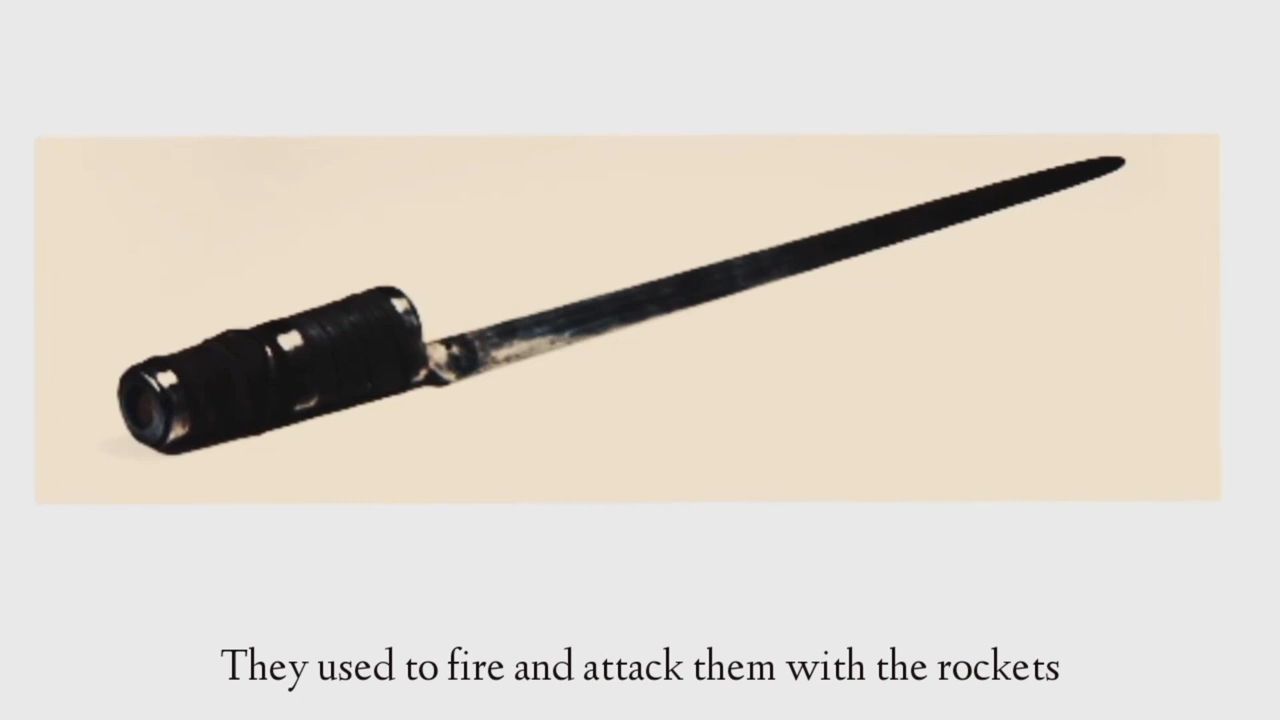 They used to fire and attack them with the rockets